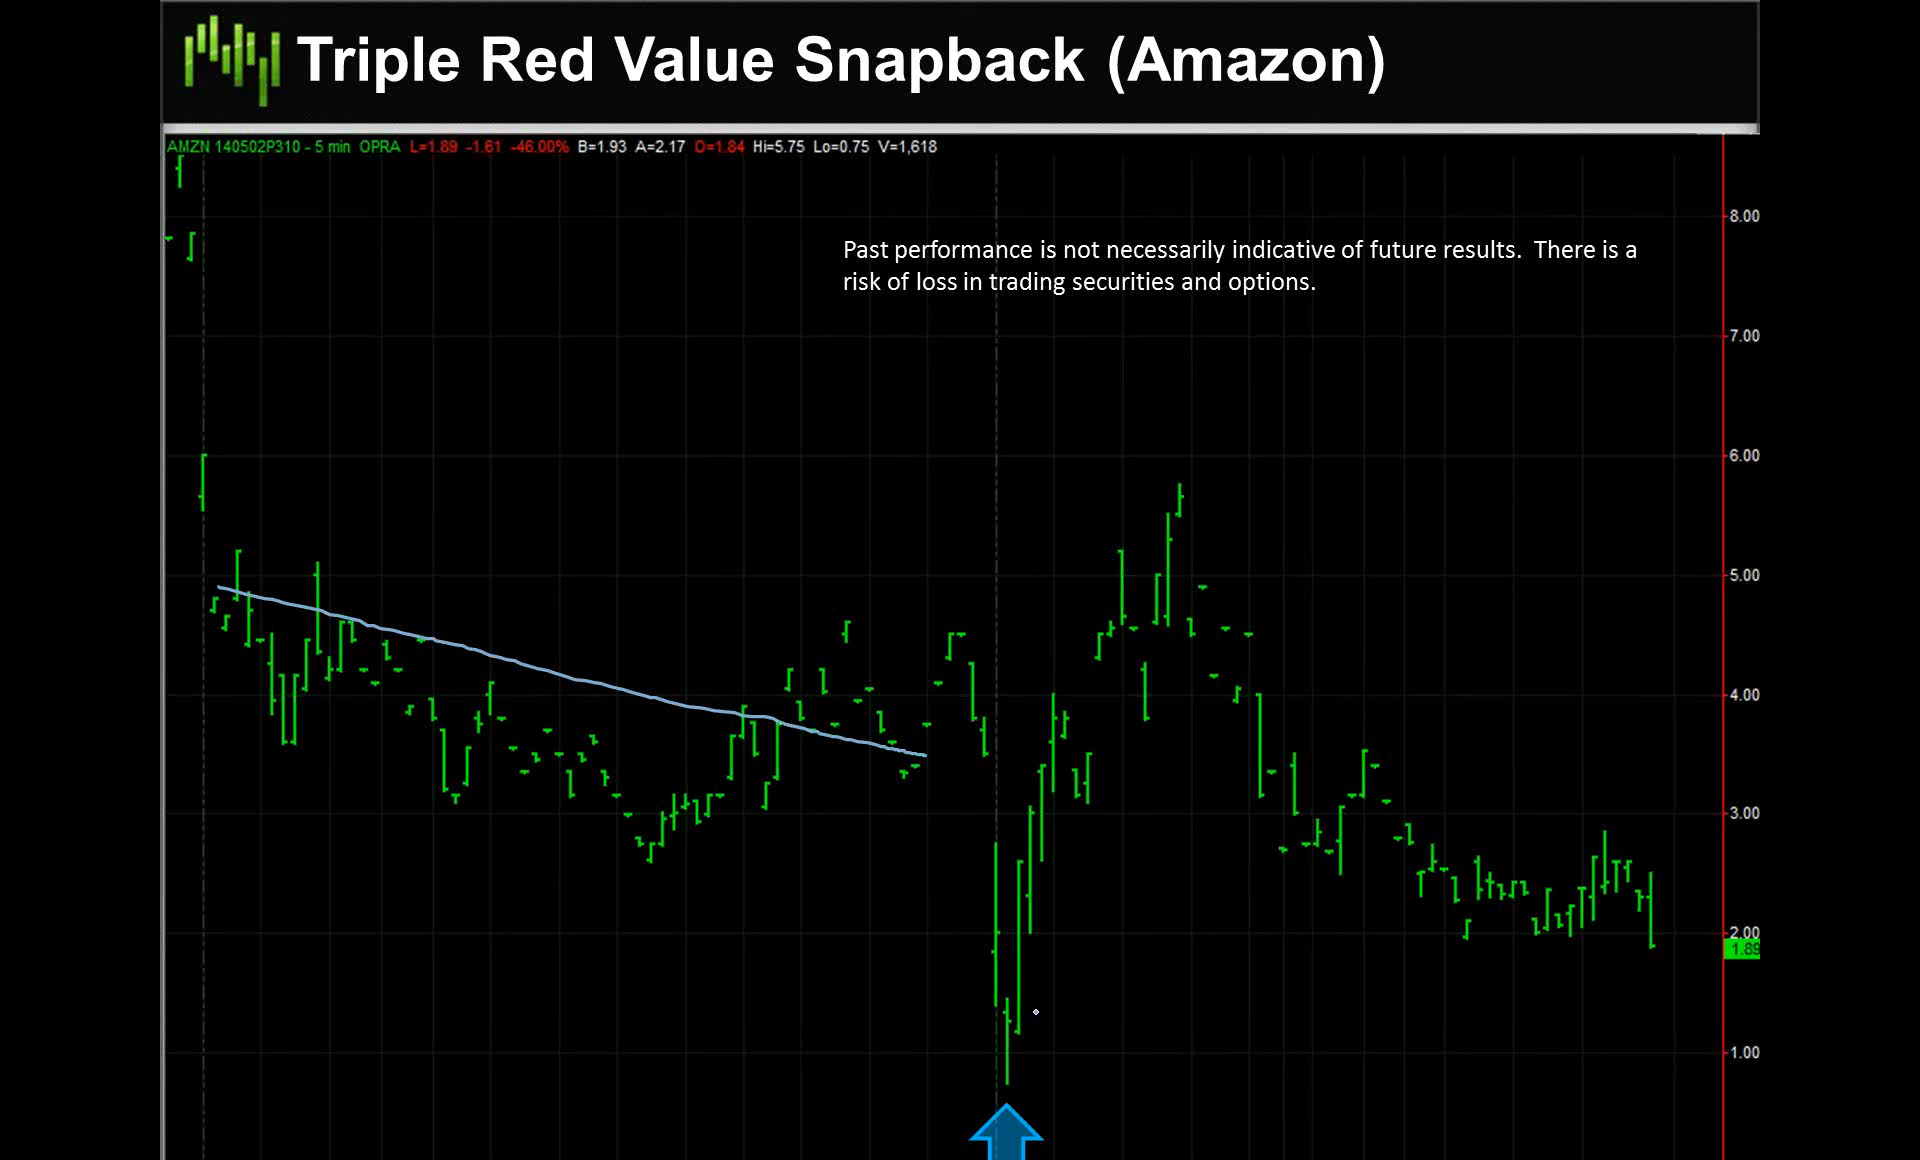 Triple Red Value Snapback (Amazon)
AMZN 140502P310 - 5 min OPRA L=1.89 -1.61 -46.00% B=1.93 A=2.17 O=1.84 Hi=5.75 Lo=0.75 V=1,618
8.00
Past performance is not necessarily indicative of future results. There is a
risk of loss in trading securities and options.
7.00
6.00
5.00
4.00
3.00
2.00
1.89
1.00